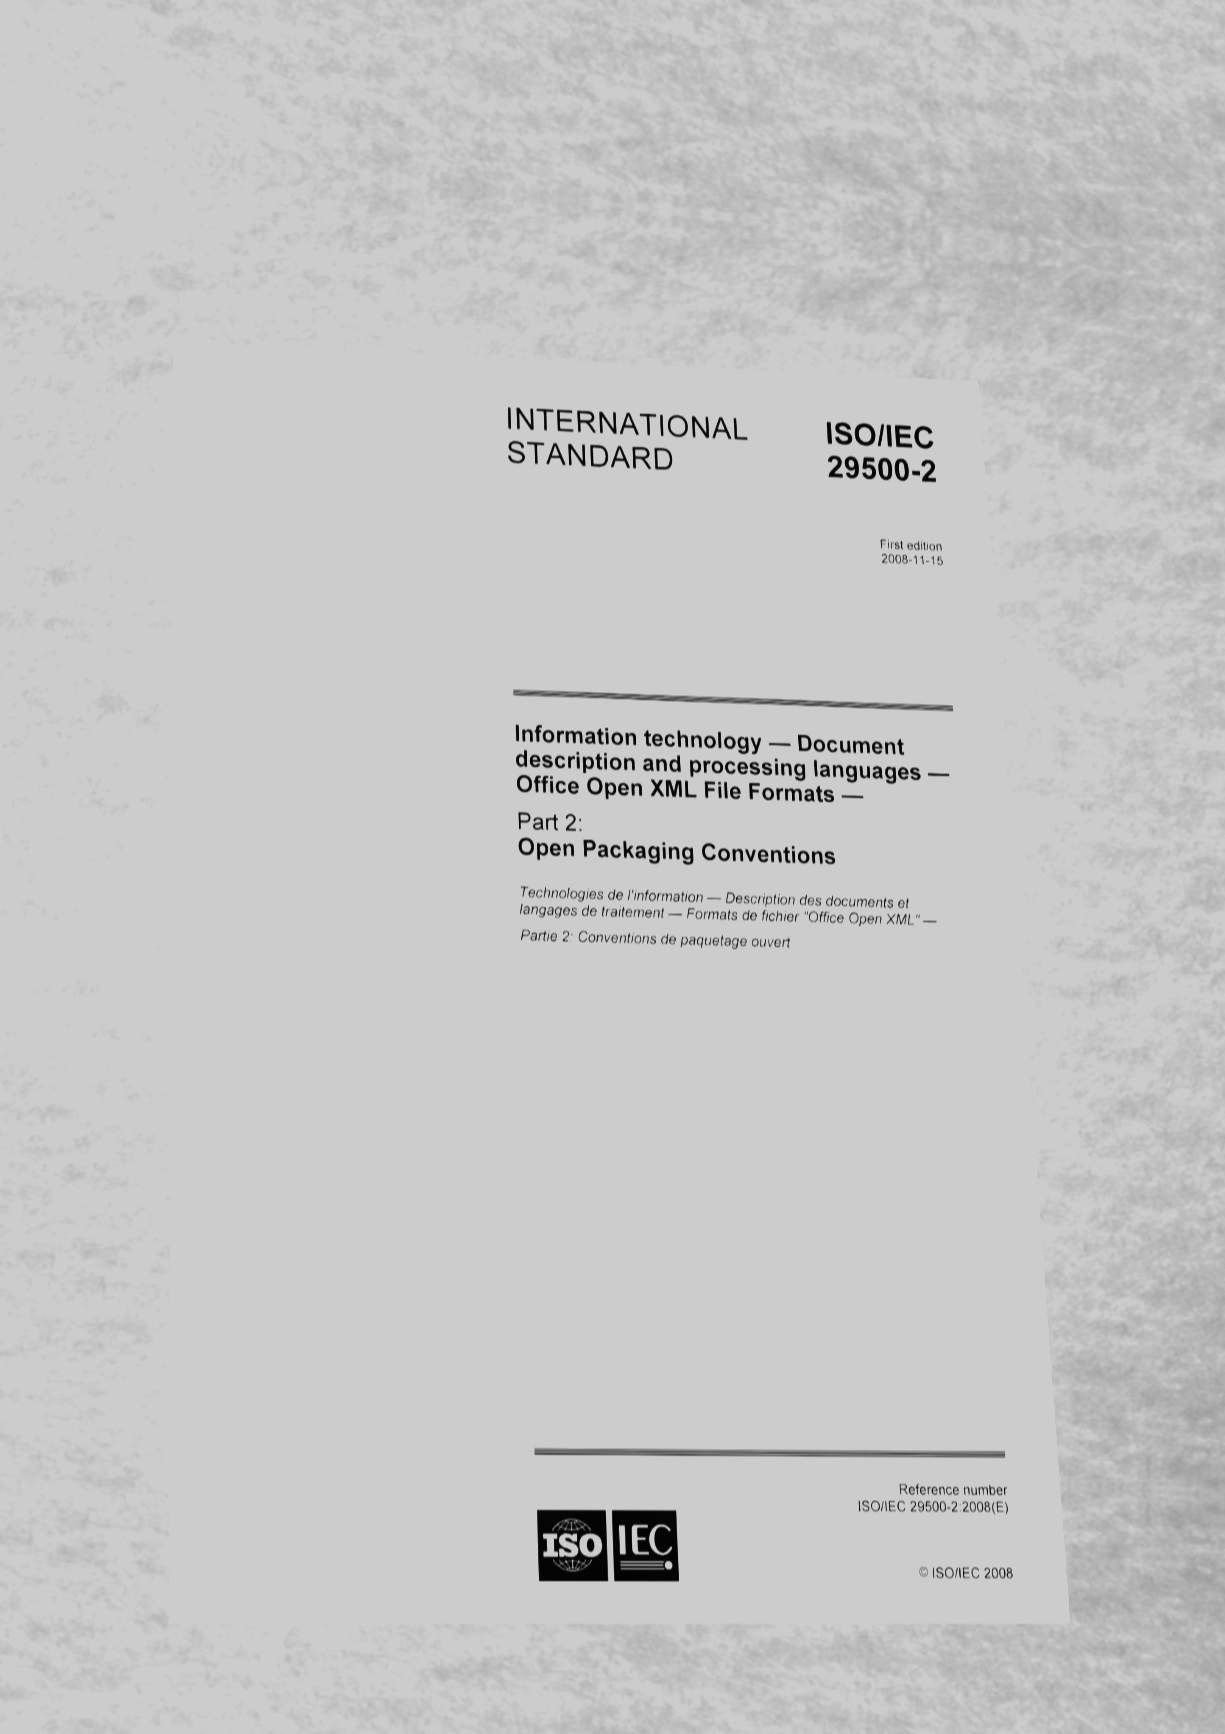 INTERNATIONAL
STANDARD
ISO/IEC
29500-2
First edition
2008-11-15
Information technology — Document
description and processing languages —
Office Open XML File Formats —
Part 2:
Open Packaging Conventions
Technologies de l'information — Description des documents et
langages de traitement — Formats de fichier "Office Open XML" —
Partie 2: Conventions de paquetage ouvert
Reference number
ISO/IEC 29500-2:2008(E)
ISO IEC
© ISO/IEC 2008